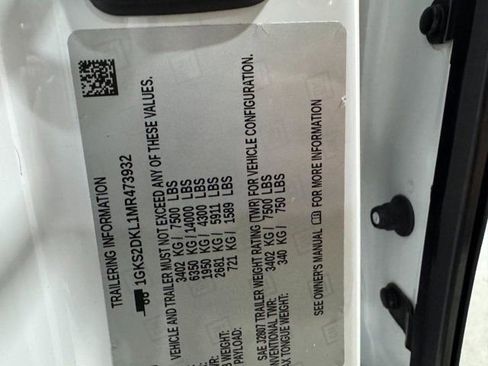 TRAILERING INFORMATION
1GKS2DKL1MR473932
VEHICLE AND TRAILER MUST NOT EXCEED ANY OF THESE VALUES.
3402 KG / 7500 LBS
6350 KG / 14000 LBS
1950 KG / 4300 LBS
2681 KG / 5911 LBS
B WEIGHT:
PAYLOAD: 721 KG / 1589 LBS
SAE J2807 TRAILER WEIGHT RATING (TWR) FOR VEHICLE CONFIGURATION.
ONVENTIONAL TWR: 3402 KG / 7500 LBS
AX TONGUE WEIGHT: 340 KG / 750 LBS
SEE OWNER'S MANUAL FOR MORE INFORMATION